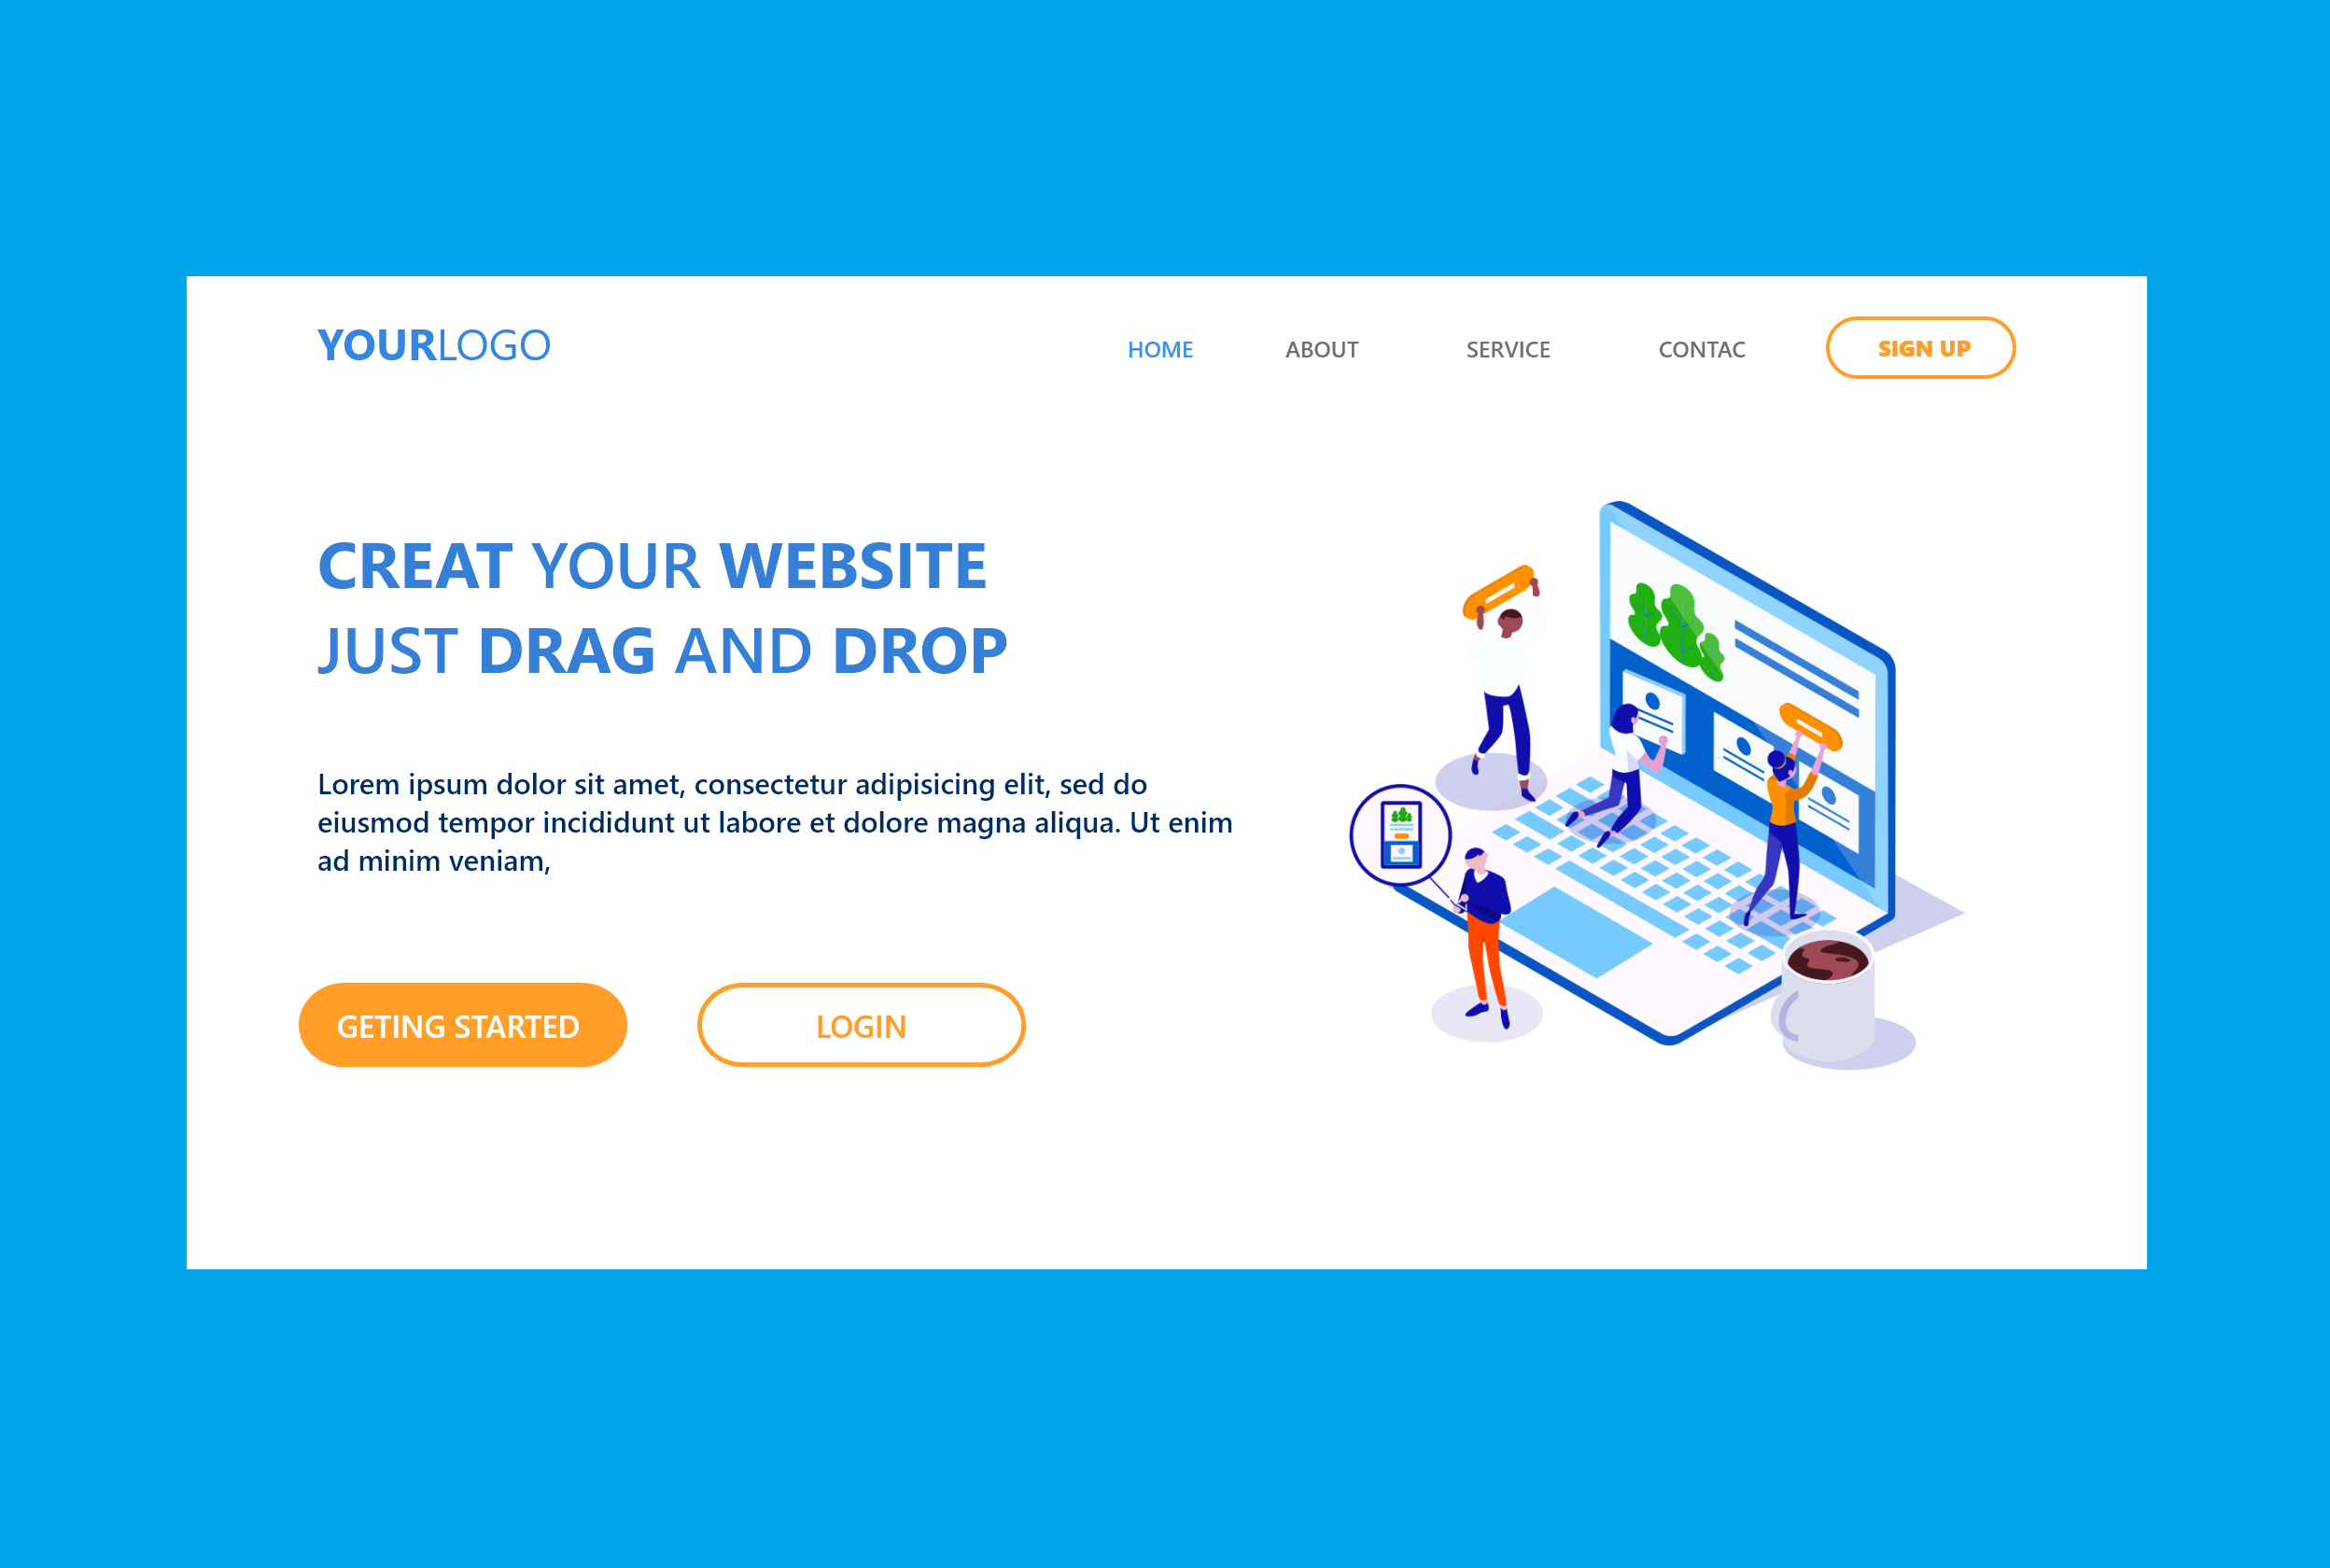 YOURLOGO
HOME ABOUT SERVICE CONTAC SIGN UP
CREAT YOUR WEBSITE
JUST DRAG AND DROP
Lorem ipsum dolor sit amet, consectetur adipisicing elit, sed do
eiusmod tempor incididunt ut labore et dolore magna aliqua. Ut enim
ad minim veniam,
GETING STARTED LOGIN